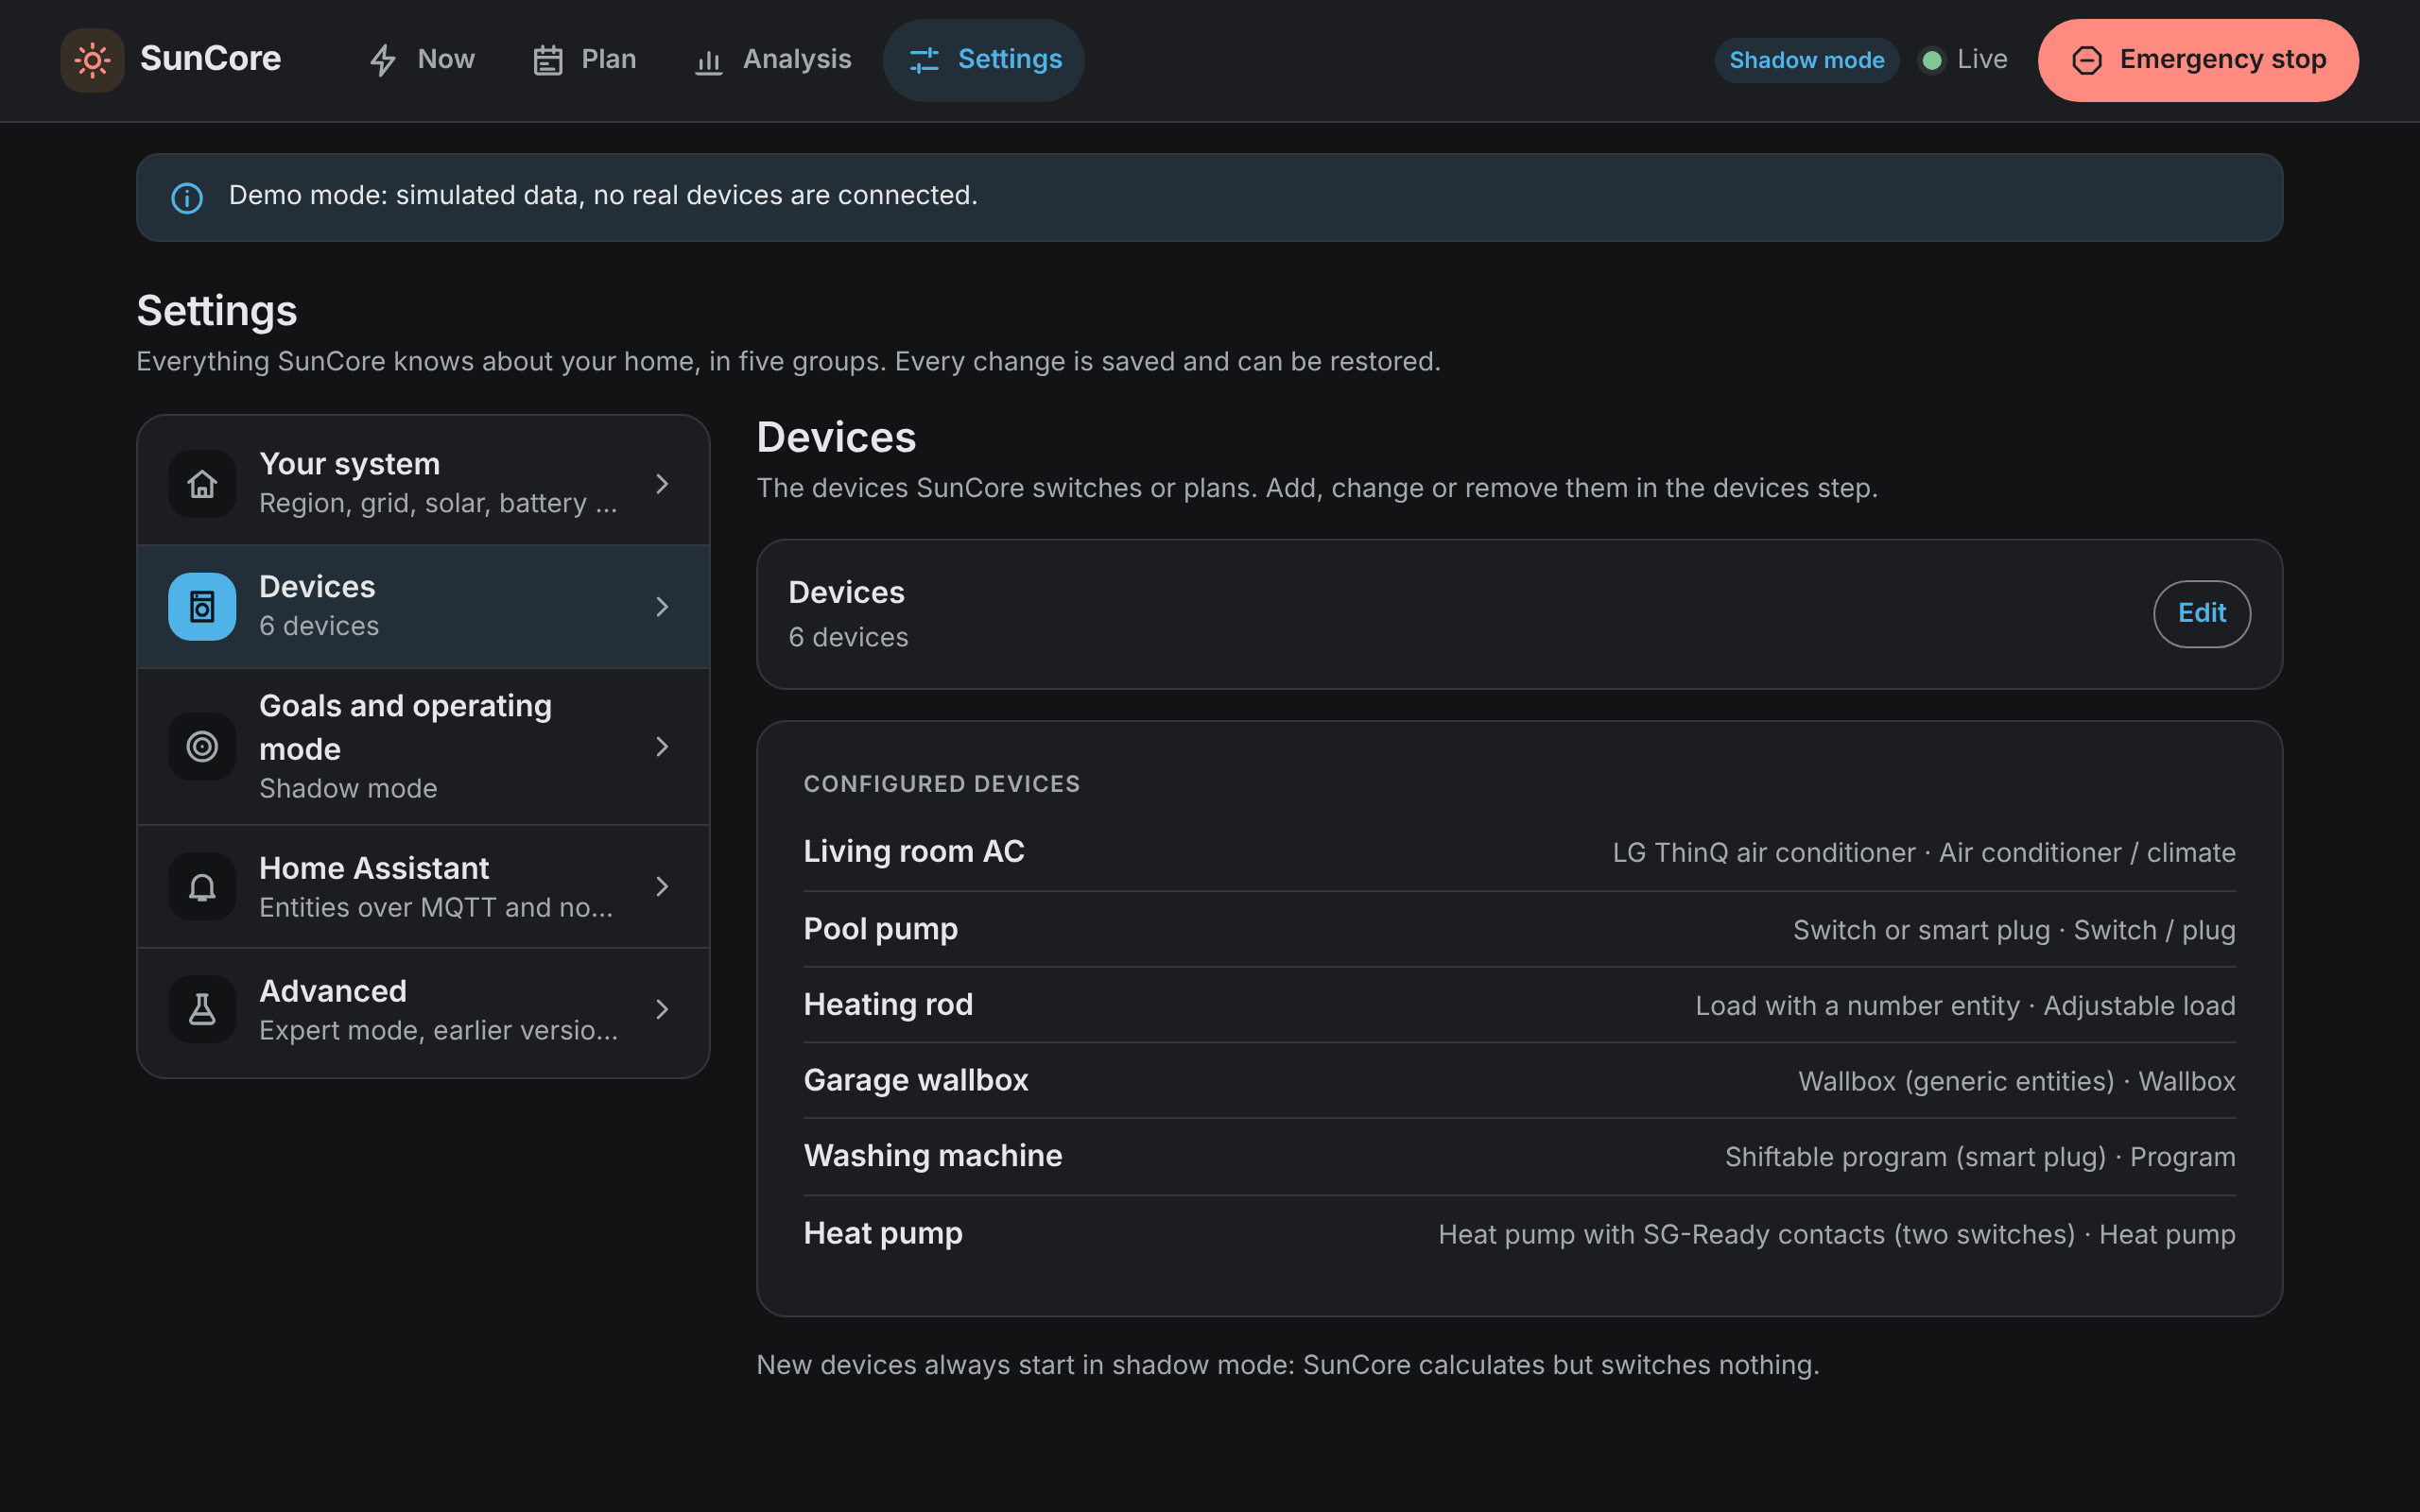 SunCore
Now
Plan
Analysis
Settings
Shadow mode
Live
Emergency stop
Demo mode: simulated data, no real devices are connected.
Settings
Everything SunCore knows about your home, in five groups. Every change is saved and can be restored.
Your system
Region, grid, solar, battery ...
Devices
6 devices
Goals and operating
mode
Shadow mode
Home Assistant
Entities over MQTT and no...
Advanced
Expert mode, earlier versio...
Devices
The devices SunCore switches or plans. Add, change or remove them in the devices step.
Devices
6 devices
Edit
CONFIGURED DEVICES
Living room AC
LG ThinQ air conditioner · Air conditioner / climate
Pool pump
Switch or smart plug · Switch / plug
Heating rod
Load with a number entity · Adjustable load
Garage wallbox
Wallbox (generic entities) · Wallbox
Washing machine
Shiftable program (smart plug) · Program
Heat pump
Heat pump with SG-Ready contacts (two switches) · Heat pump
New devices always start in shadow mode: SunCore calculates but switches nothing.